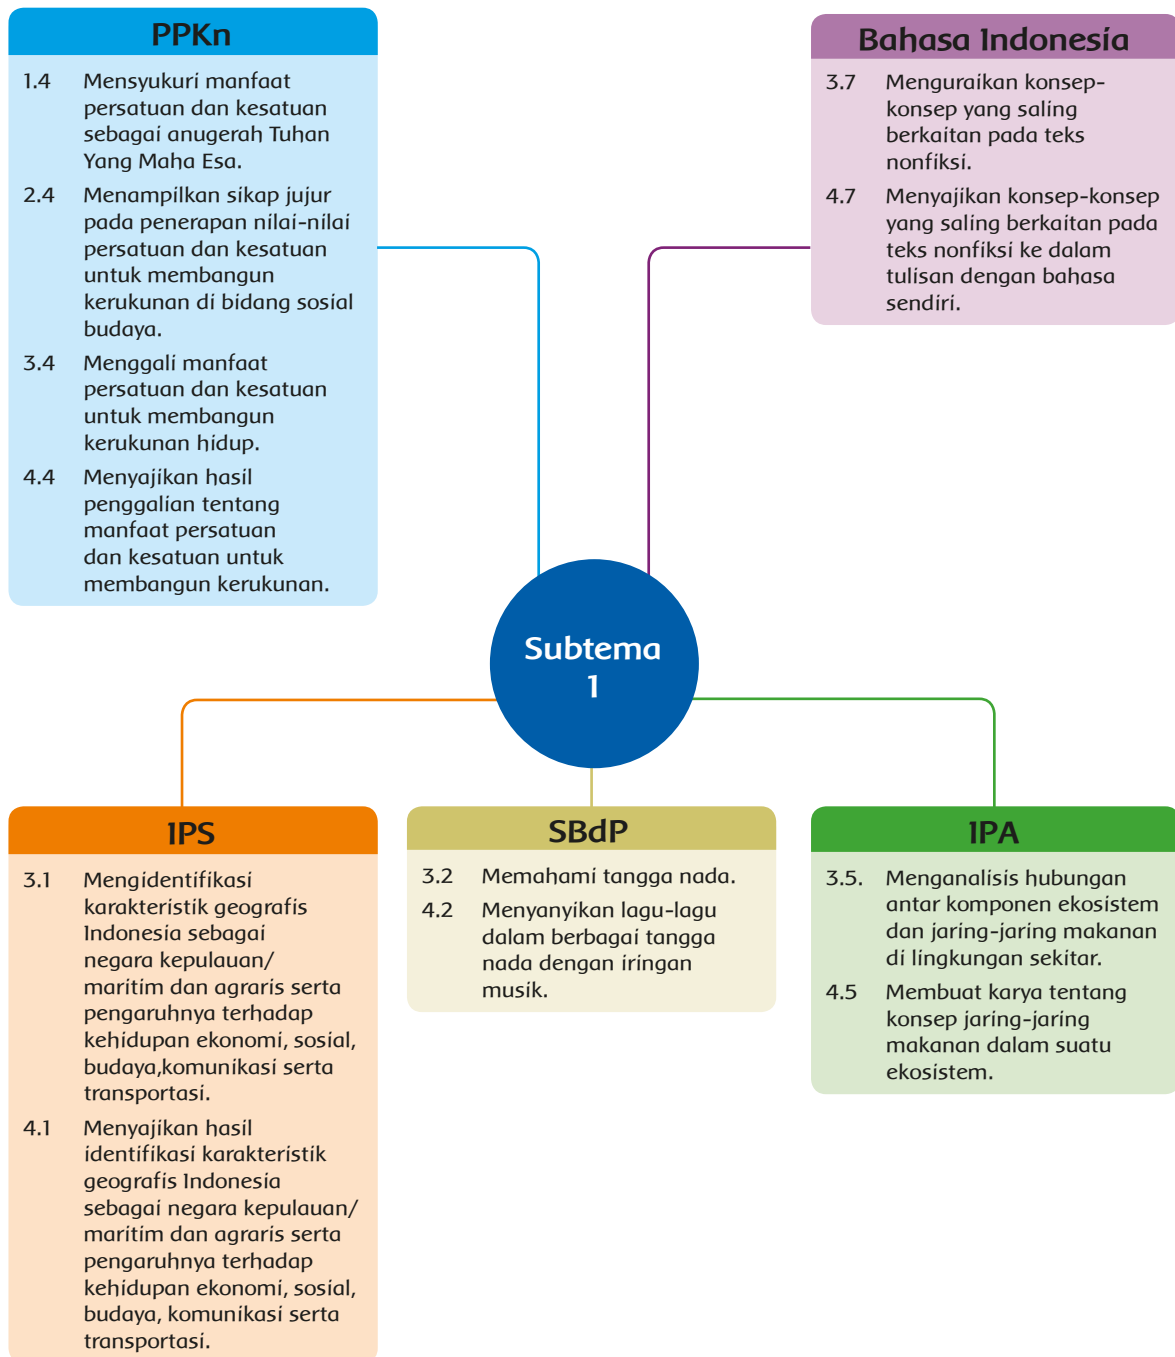 PPKn
1.4 Mensyukuri manfaat
persatuan dan kesatuan
sebagai anugerah Tuhan
Yang Maha Esa.
2.4 Menampilkan sikap jujur
pada penerapan nilai-nilai
persatuan dan kesatuan
untuk membangun
kerukunan di bidang sosial
budaya.
3.4 Menggali manfaat
persatuan dan kesatuan
untuk membangun
kerukunan hidup.
4.4 Menyajikan hasil
penggalian tentang
manfaat persatuan
dan kesatuan untuk
membangun kerukunan.
Bahasa Indonesia
3.7 Menguraikan konsep-
konsep yang saling
berkaitan pada teks
nonfiksi.
4.7 Menyajikan konsep-konsep
yang saling berkaitan pada
teks nonfiksi ke dalam
tulisan dengan bahasa
sendiri.
Subtema
1
IPS
3.1 Mengidentifikasi
karakteristik geografis
Indonesia sebagai
negara kepulauan/
maritim dan agraris serta
pengaruhnya terhadap
kehidupan ekonomi, sosial,
budaya,komunikasi serta
transportasi.
4.1 Menyajikan hasil
identifikasi karakteristik
geografis Indonesia
sebagai negara kepulauan/
maritim dan agraris serta
pengaruhnya terhadap
kehidupan ekonomi, sosial,
budaya, komunikasi serta
transportasi.
SBdP
3.2 Memahami tangga nada.
4.2 Menyanyikan lagu-lagu
dalam berbagai tangga
nada dengan iringan
musik.
IPA
3.5. Menganalisis hubungan
antar komponen ekosistem
dan jaring-jaring makanan
di lingkungan sekitar.
4.5 Membuat karya tentang
konsep jaring-jaring
makanan dalam suatu
ekosistem.